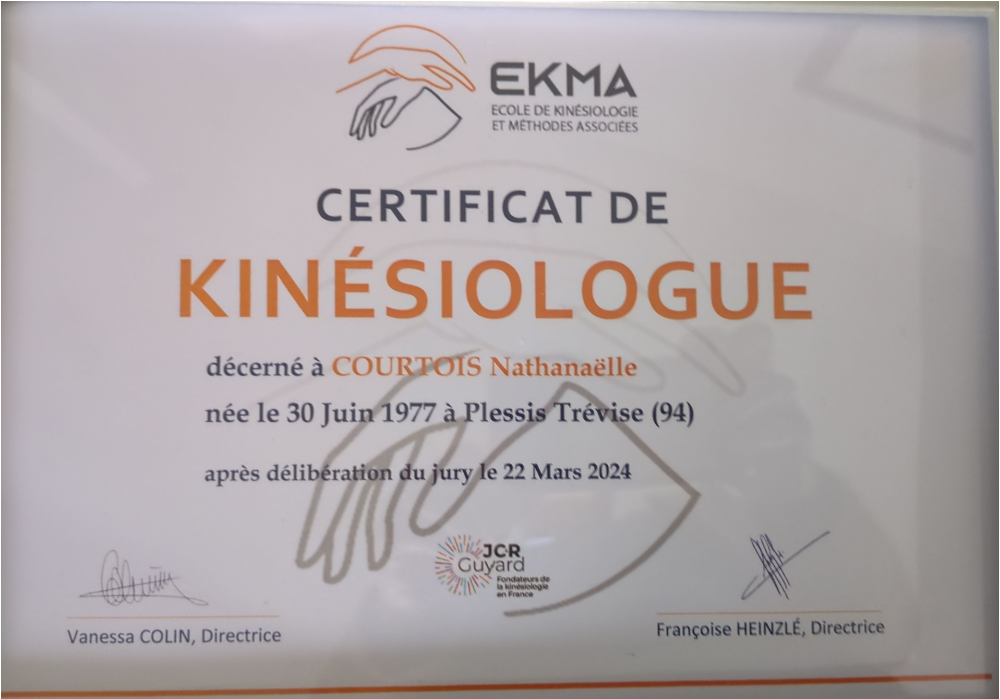 EKMA
ECOLE DE KINÉSIOLOGIE
ET MÉTHODES ASSOCIÉES
CERTIFICAT DE
KINÉSIOLOGUE
décerné à COURTOIS Nathanaëlle
née le 30 Juin 1977 à Plessis Trévise (94)
après délibération du jury le 22 Mars 2024
JCR
Guyard
Fondateurs de
la kinésiologie
en France
Vanessa COLIN, Directrice
Françoise HEINZLÉ, Directrice